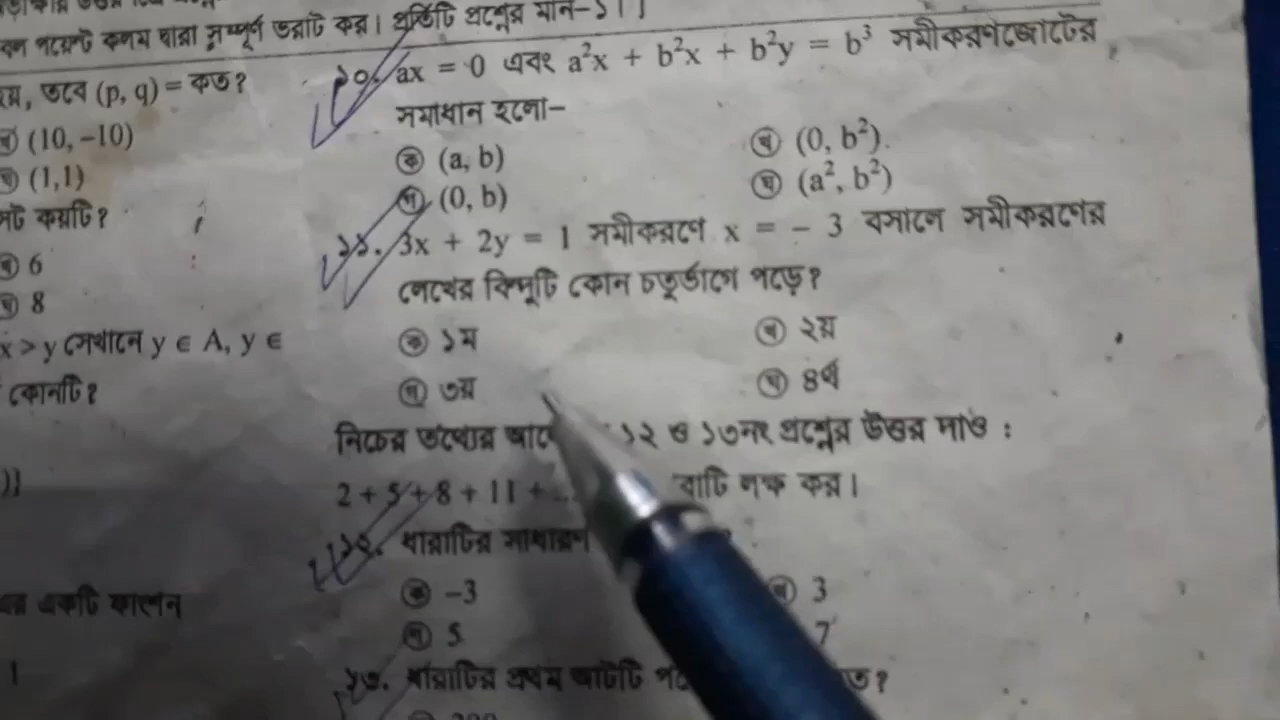 পয়েন্ট কলম দ্বারা সম্পূর্ণ ভরাট কর। প্রতিটি প্রশ্নের মান-১।]
তবে (p, q) = কত?
(10, −10)
(1,1)
কয়টি?
৬ 6
8
x > y সেখানে y ∈ A, y ∈
কোনটি?
)}
একটি ফাংশন
১০. ax = 0 এবং a²x + b²x + b²y = b³ সমীকরণজোটের
সমাধান হলো−
ক (a, b)
খ (0, b²)
গ (0, b)
ঘ (a², b²)
১১. 3x + 2y = 1 সমীকরণে x = − 3 বসালে সমীকরণের
লেখের বিন্দুটি কোন চতুর্ভাগে পড়ে?
ক ১ম
খ ২য়
গ ৩য়
ঘ ৪র্থ
নিচের তথ্যের ১২ ও ১৩নং প্রশ্নের উত্তর দাও :
2 + 5 + 8 + 11 + লক্ষ কর।
১২. ধারাটির সাধারণ
ক −3
খ 3
গ 5
7
১৩. ধারাটির প্রথম আটটি